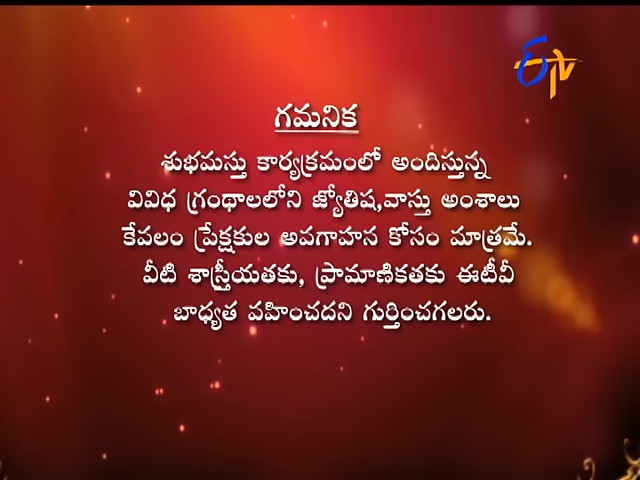 ETV
గమనిక
శుభమస్తు కార్యక్రమంలో అందిస్తున్న
వివిధ గ్రంథాలలోని జ్యోతిష,వాస్తు అంశాలు
కేవలం ప్రేక్షకుల అవగాహన కోసం మాత్రమే.
వీటి శాస్త్రీయతకు, ప్రామాణికతకు ఈటీవీ
బాధ్యత వహించదని గుర్తించగలరు.